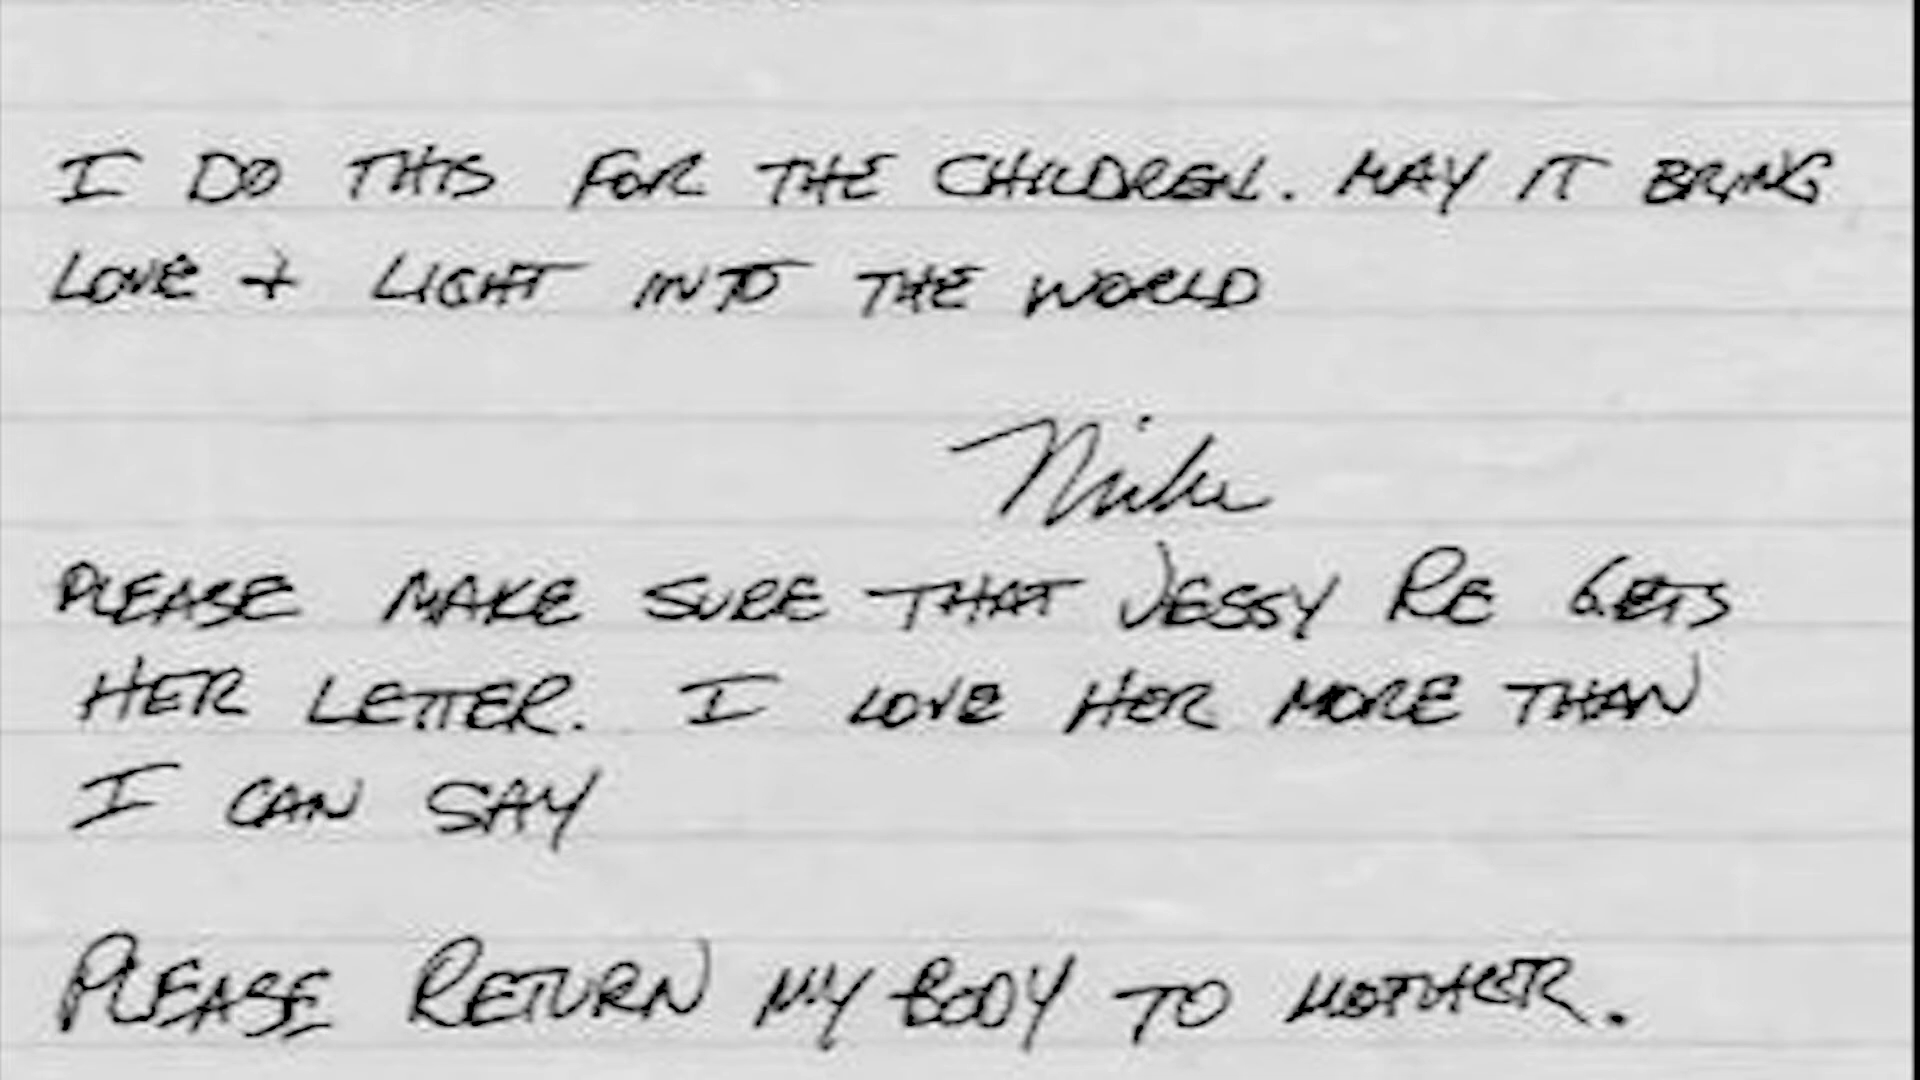 I DO THIS FOR THE CHILDREN. MAY IT BRING
LOVE + LIGHT INTO THE WORLD
Mike
PLEASE MAKE SURE THAT JESSY RE GETS
HER LETTER. I LOVE HER MORE THAN
I CAN SAY
PLEASE RETURN MY BODY TO MOTHER.